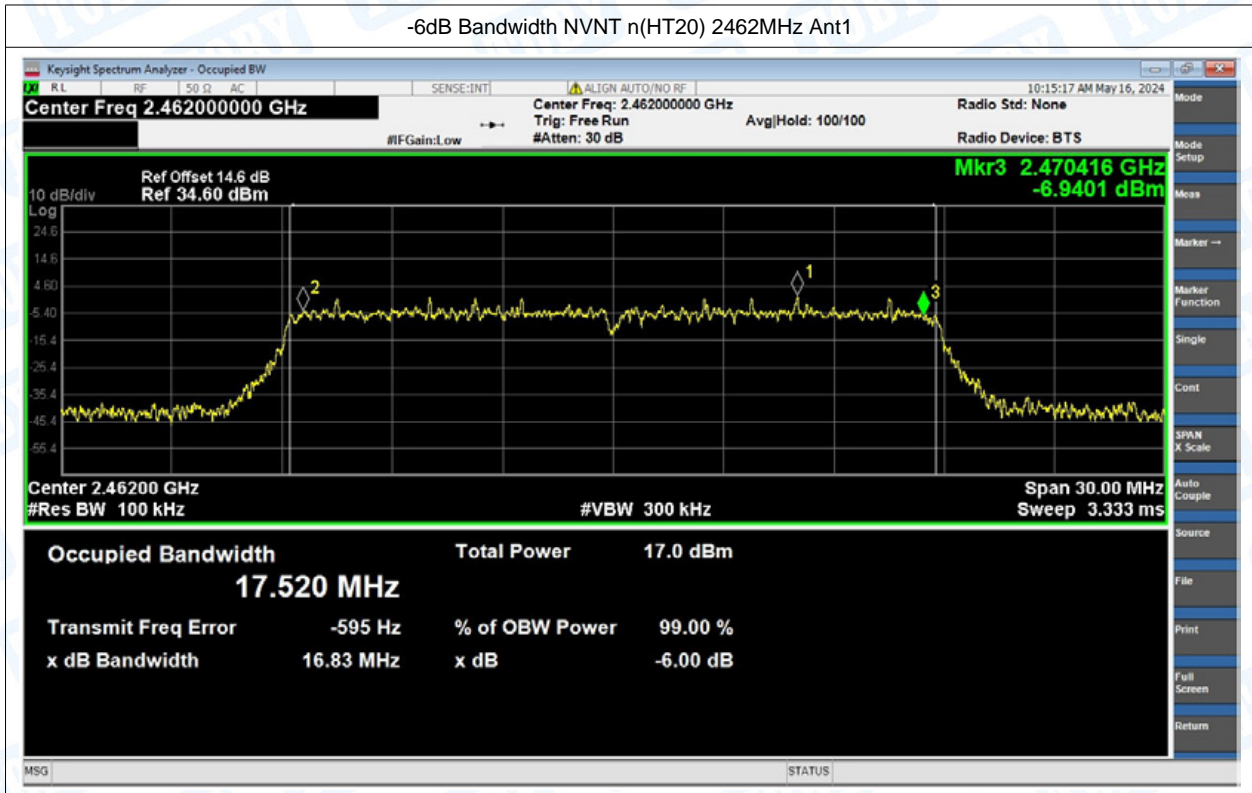 -6dB Bandwidth NVNT n(HT20) 2462MHz Ant1
Keysight Spectrum Analyzer - Occupied BW
RL RF 50 Ω AC SENSE:INT ALIGN AUTO/NO RF 10:15:17 AM May 16, 2024
Center Freq 2.462000000 GHz
Center Freq: 2.462000000 GHz
Radio Std: None
Trig: Free Run
Avg|Hold: 100/100
#IFGain:Low
#Atten: 30 dB
Radio Device: BTS
Ref Offset 14.6 dB
Mkr3 2.470416 GHz
10 dB/div
Ref 34.60 dBm
-6.9401 dBm
Log
24.6
14.6
4.60
-5.40
-15.4
-25.4
-35.4
-45.4
-55.4
2
1
3
Center 2.46200 GHz
Span 30.00 MHz
#Res BW 100 kHz
#VBW 300 kHz
Sweep 3.333 ms
Occupied Bandwidth
Total Power 17.0 dBm
17.520 MHz
Transmit Freq Error -595 Hz
% of OBW Power 99.00 %
x dB Bandwidth 16.83 MHz
x dB -6.00 dB
Mode
Mode
Setup
Meas
Marker →
Marker
Function
Single
Cont
SPAN
X Scale
Auto
Couple
Source
File
Print
Full
Screen
Return
MSG
STATUS